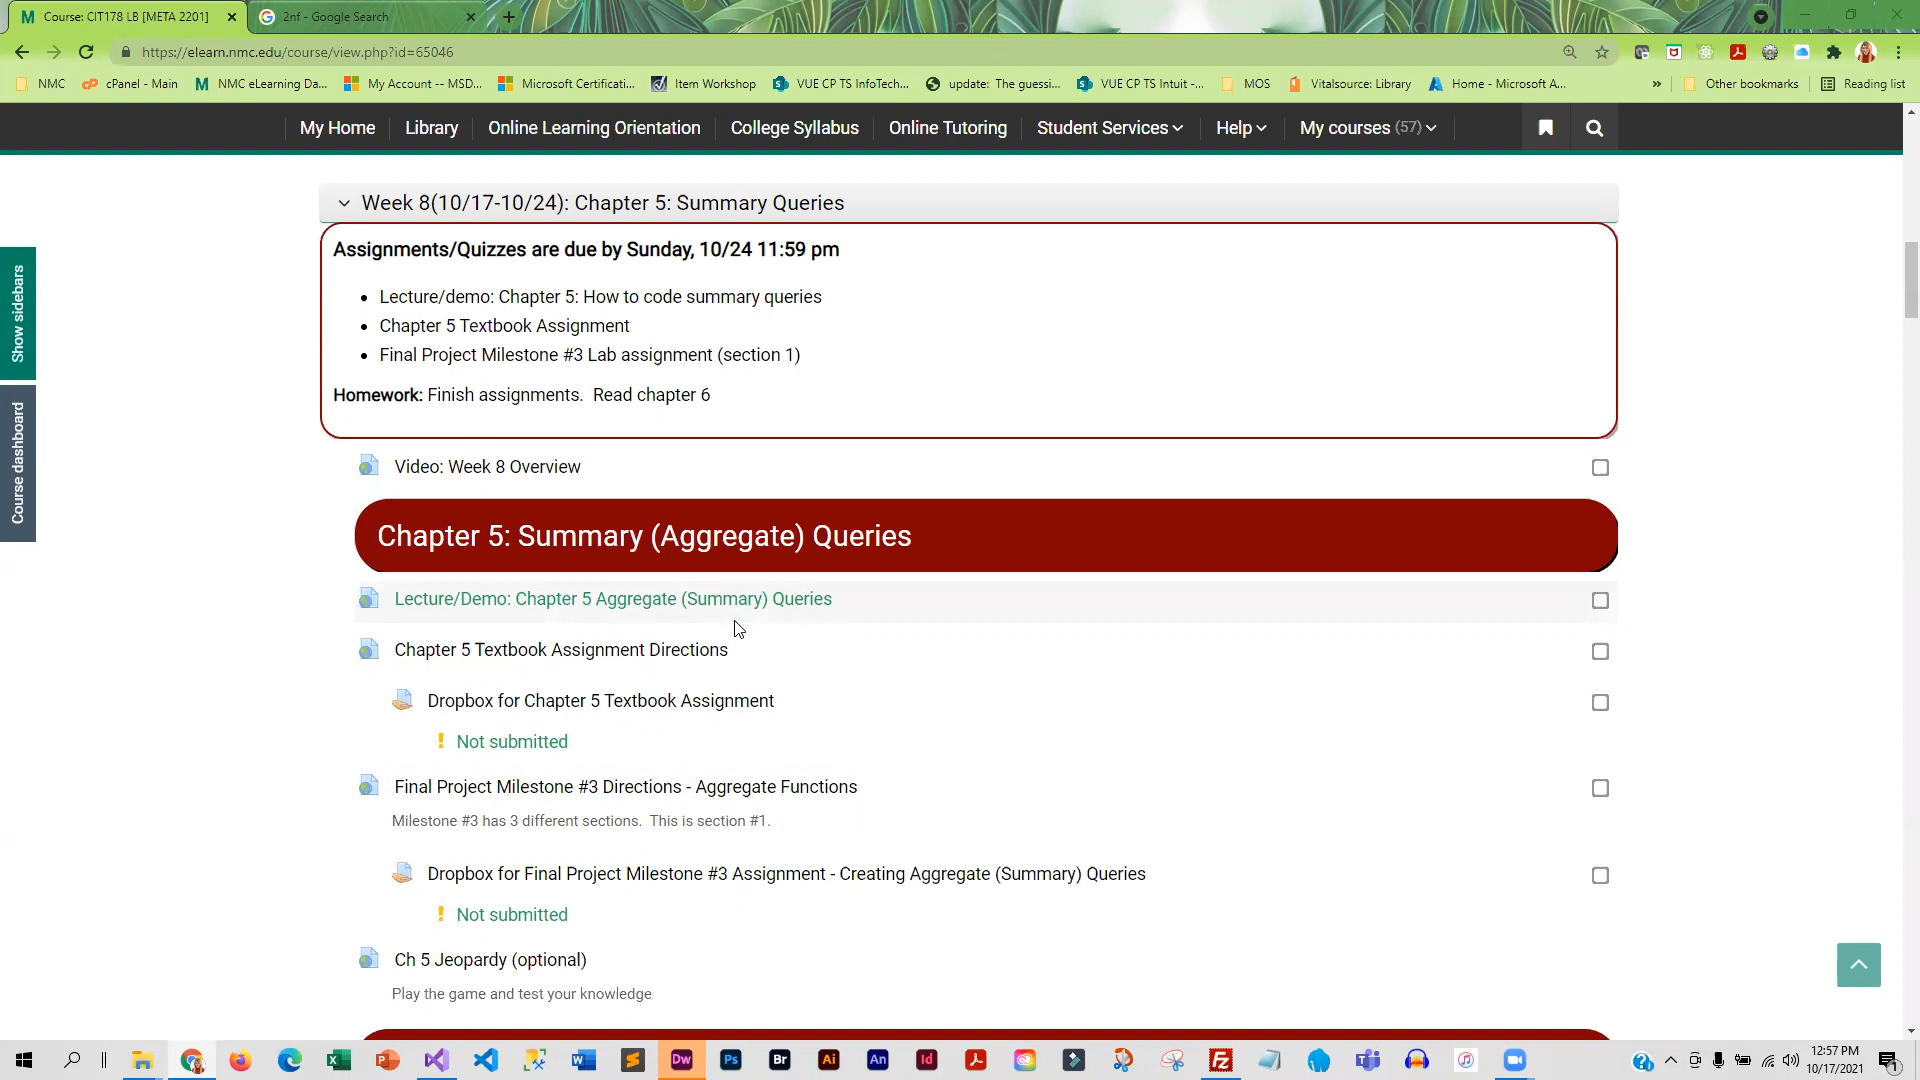 Course: CIT178 LB [META 2201]
2nf - Google Search
https://elearn.nmc.edu/course/view.php?id=65046
NMC
cPanel - Main
NMC eLearning Da...
My Account -- MSD...
Microsoft Certificati...
Item Workshop
VUE CP TS InfoTech...
update: The guessi...
VUE CP TS Intuit -...
MOS
Vitalsource: Library
Home - Microsoft A...
»
Other bookmarks
Reading list
My Home
Library
Online Learning Orientation
College Syllabus
Online Tutoring
Student Services
Help
My courses (57)
Show sidebars
Course dashboard
Week 8(10/17-10/24): Chapter 5: Summary Queries
Assignments/Quizzes are due by Sunday, 10/24 11:59 pm
Lecture/demo: Chapter 5: How to code summary queries
Chapter 5 Textbook Assignment
Final Project Milestone #3 Lab assignment (section 1)
Homework: Finish assignments. Read chapter 6
Video: Week 8 Overview
Chapter 5: Summary (Aggregate) Queries
Lecture/Demo: Chapter 5 Aggregate (Summary) Queries
Chapter 5 Textbook Assignment Directions
Dropbox for Chapter 5 Textbook Assignment
! Not submitted
Final Project Milestone #3 Directions - Aggregate Functions
Milestone #3 has 3 different sections. This is section #1.
Dropbox for Final Project Milestone #3 Assignment - Creating Aggregate (Summary) Queries
! Not submitted
Ch 5 Jeopardy (optional)
Play the game and test your knowledge
Dw
Ps
Br
Ai
An
Id
12:57 PM
10/17/2021